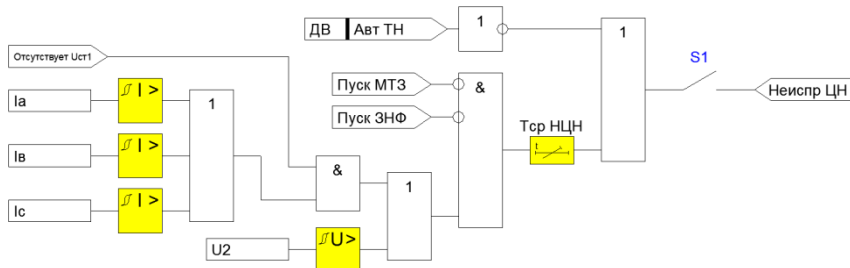 ДВ Авт ТН
1
1
S1
Отсутствует Uст1
Пуск МТЗ
&
Неиспр ЦН
I >
Ia
1
Пуск ЗНФ
Тср НЦН
I >
Iв
t
&
1
I >
Ic
U2
U>